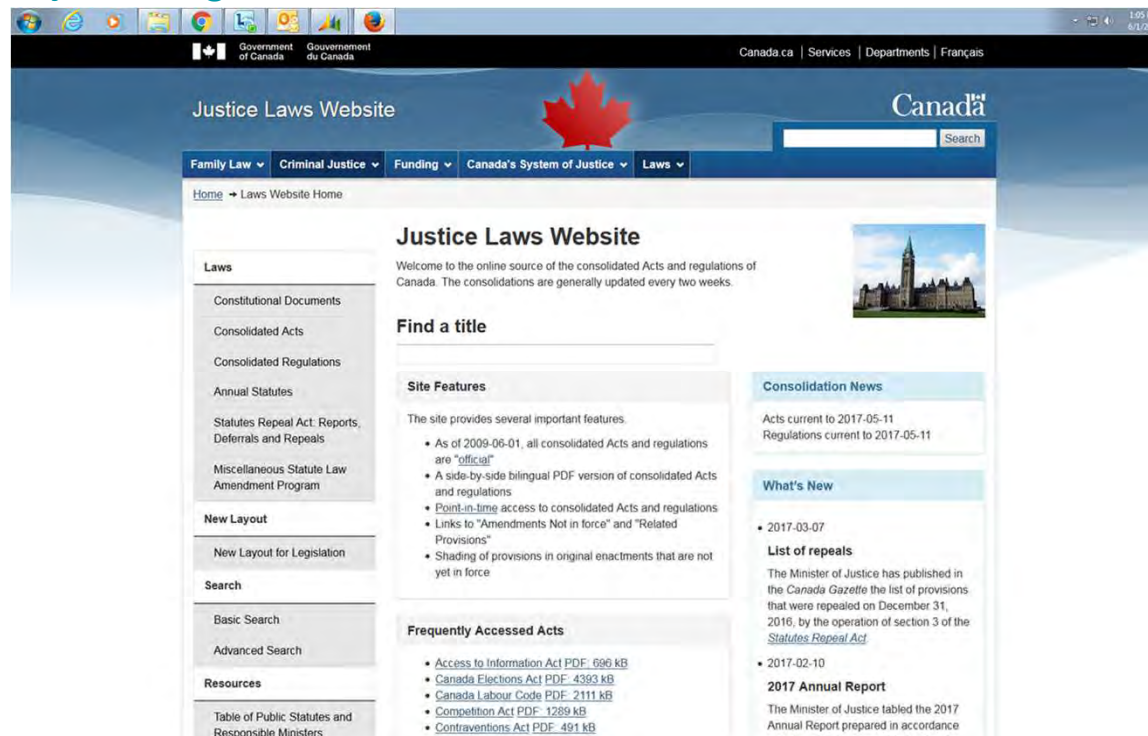 1:05
6/1/2
Government Gouvernement
of Canada du Canada
Canada.ca | Services | Departments | Français
Justice Laws Website
Canada
Search
Family Law Criminal Justice Funding Canada's System of Justice Laws
Home → Laws Website Home
Justice Laws Website
Welcome to the online source of the consolidated Acts and regulations of
Canada. The consolidations are generally updated every two weeks.
Find a title
Laws
Constitutional Documents
Consolidated Acts
Consolidated Regulations
Annual Statutes
Statutes Repeal Act: Reports,
Deferrals and Repeals
Miscellaneous Statute Law
Amendment Program
New Layout
New Layout for Legislation
Search
Basic Search
Advanced Search
Resources
Table of Public Statutes and
Responsible Ministers
Site Features
The site provides several important features.
• As of 2009-06-01, all consolidated Acts and regulations
are "official"
• A side-by-side bilingual PDF version of consolidated Acts
and regulations
• Point-in-time access to consolidated Acts and regulations
• Links to "Amendments Not in force" and "Related
Provisions"
• Shading of provisions in original enactments that are not
yet in force
Frequently Accessed Acts
• Access to Information Act PDF: 696 kB
• Canada Elections Act PDF: 4393 kB
• Canada Labour Code PDF: 2111 kB
• Competition Act PDF: 1289 kB
• Contraventions Act PDF: 491 kB
Consolidation News
Acts current to 2017-05-11
Regulations current to 2017-05-11
What's New
• 2017-03-07
List of repeals
The Minister of Justice has published in
the Canada Gazette the list of provisions
that were repealed on December 31,
2016, by the operation of section 3 of the
Statutes Repeal Act.
• 2017-02-10
2017 Annual Report
The Minister of Justice tabled the 2017
Annual Report prepared in accordance